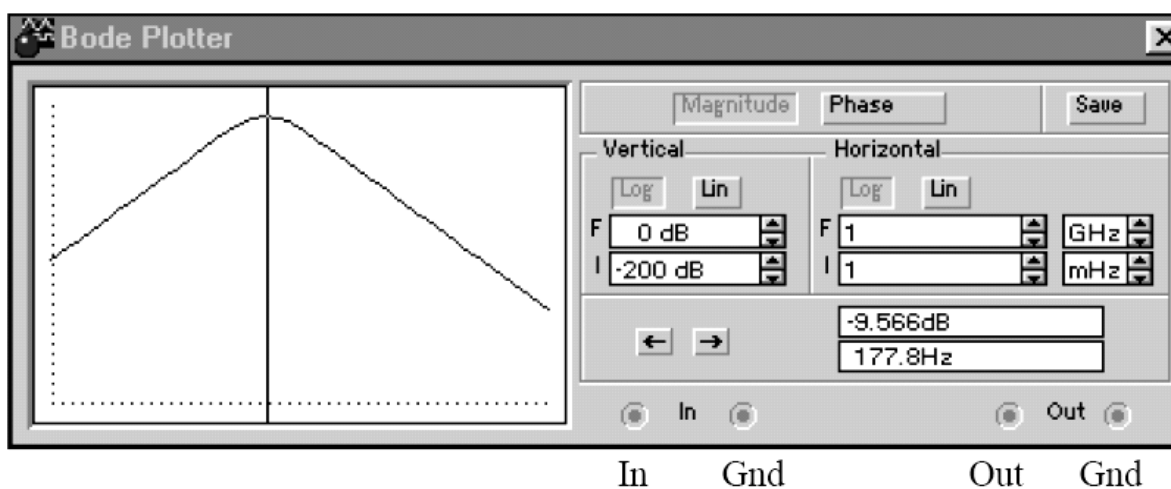 Bode Plotter
Magnitude Phase Save
Vertical Horizontal
Log Lin Log Lin
F 0 dB F 1 GHz
I -200 dB I 1 mHz
← → -9.566dB
177.8Hz
In Out
In Gnd Out Gnd